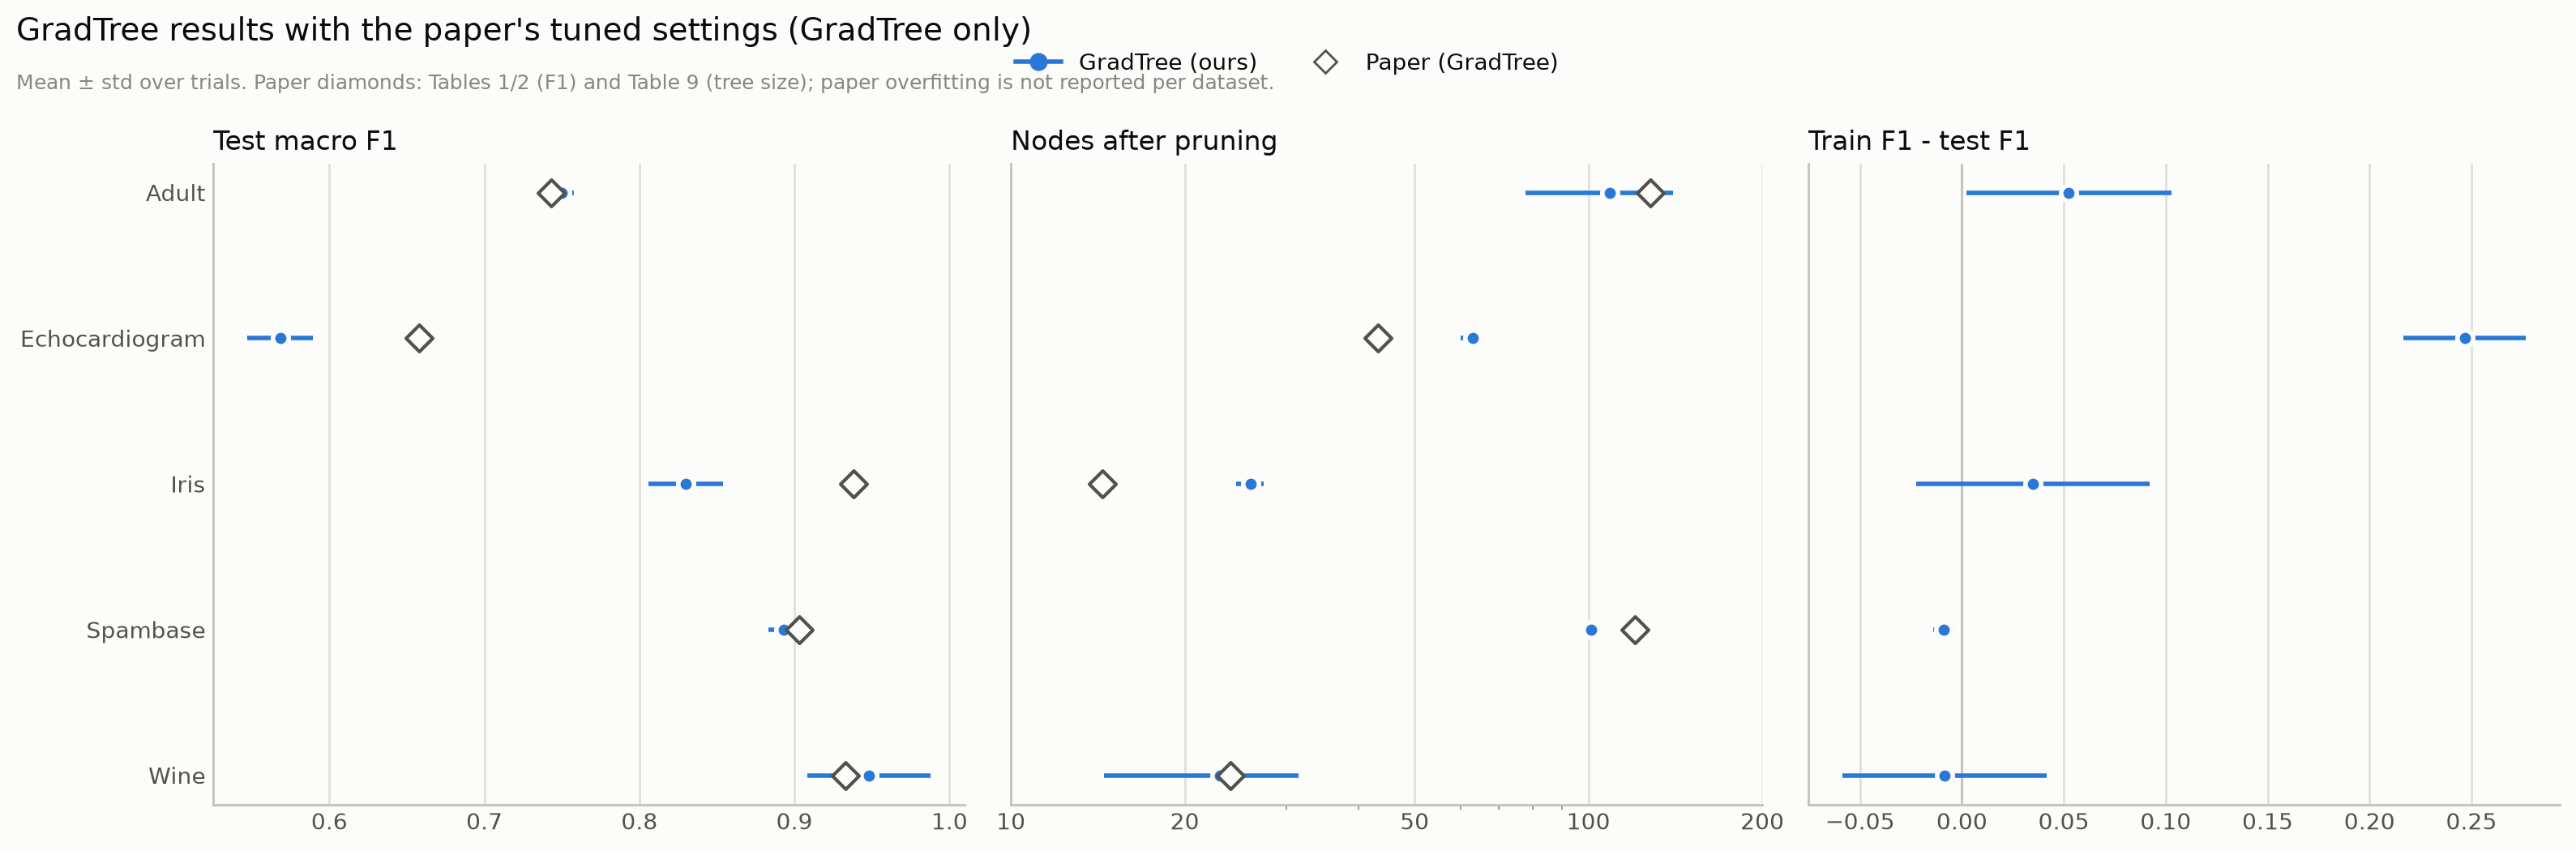 GradTree results with the paper's tuned settings (GradTree only)
GradTree (ours)
Paper (GradTree)
Mean ± std over trials. Paper diamonds: Tables 1/2 (F1) and Table 9 (tree size); paper overfitting is not reported per dataset.
Test macro F1
Nodes after pruning
Train F1 - test F1
Adult
Echocardiogram
Iris
Spambase
Wine
0.6 0.7 0.8 0.9 1.0
10 20 50 100 200
−0.05 0.00 0.05 0.10 0.15 0.20 0.25